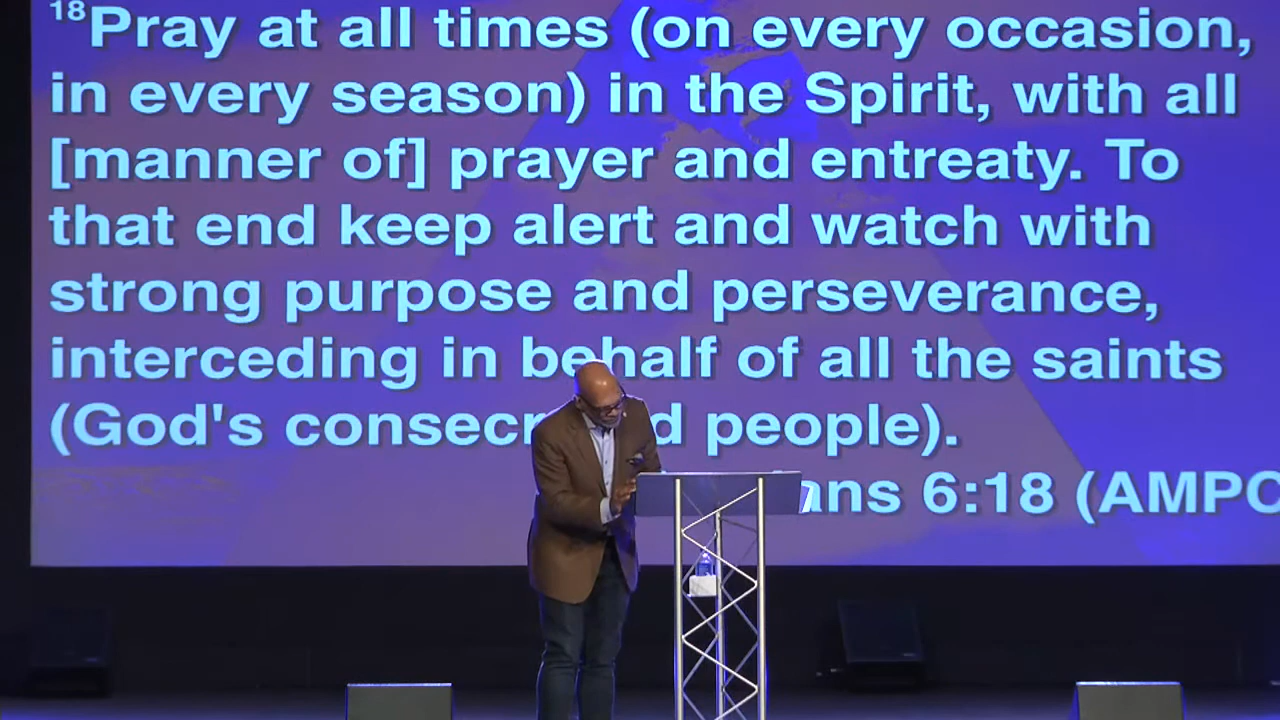 18Pray at all times (on every occasion,
in every season) in the Spirit, with all
[manner of] prayer and entreaty. To
that end keep alert and watch with
strong purpose and perseverance,
interceding in behalf of all the saints
(God's people).
6:18 (AMPC